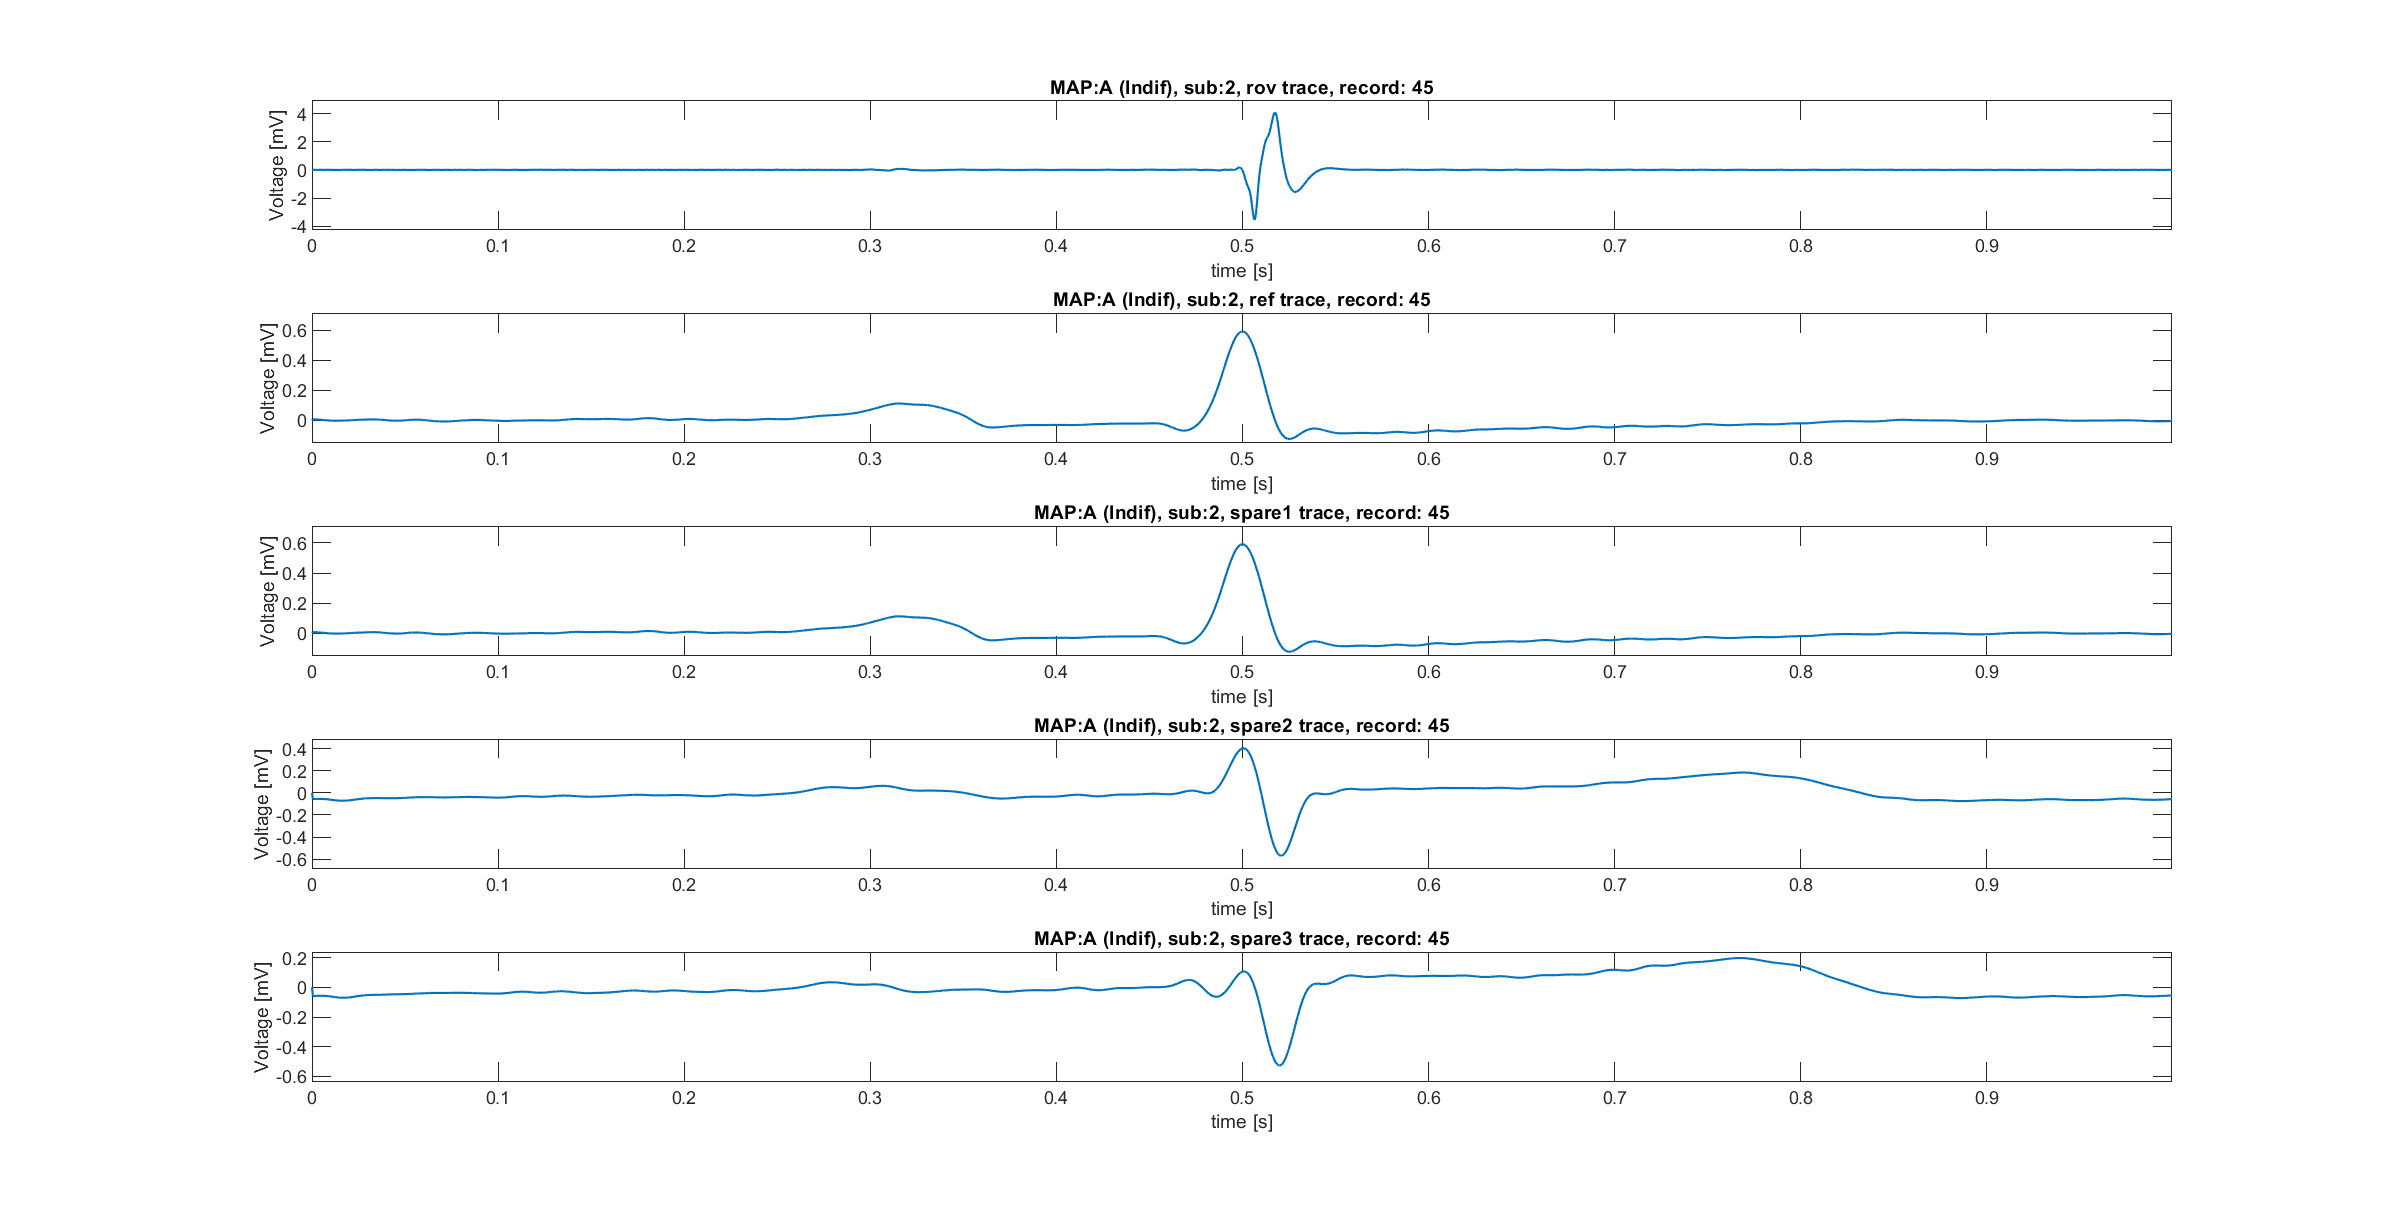 MAP:A (Indif), sub:2, rov trace, record: 45
Voltage [mV]
4
2
0
-2
-4
0 0.1 0.2 0.3 0.4 0.5 0.6 0.7 0.8 0.9
time [s]
MAP:A (Indif), sub:2, ref trace, record: 45
Voltage [mV]
0.6
0.4
0.2
0
0 0.1 0.2 0.3 0.4 0.5 0.6 0.7 0.8 0.9
time [s]
MAP:A (Indif), sub:2, spare1 trace, record: 45
Voltage [mV]
0.6
0.4
0.2
0
0 0.1 0.2 0.3 0.4 0.5 0.6 0.7 0.8 0.9
time [s]
MAP:A (Indif), sub:2, spare2 trace, record: 45
Voltage [mV]
0.4
0.2
0
-0.2
-0.4
-0.6
0 0.1 0.2 0.3 0.4 0.5 0.6 0.7 0.8 0.9
time [s]
MAP:A (Indif), sub:2, spare3 trace, record: 45
Voltage [mV]
0.2
0
-0.2
-0.4
-0.6
0 0.1 0.2 0.3 0.4 0.5 0.6 0.7 0.8 0.9
time [s]